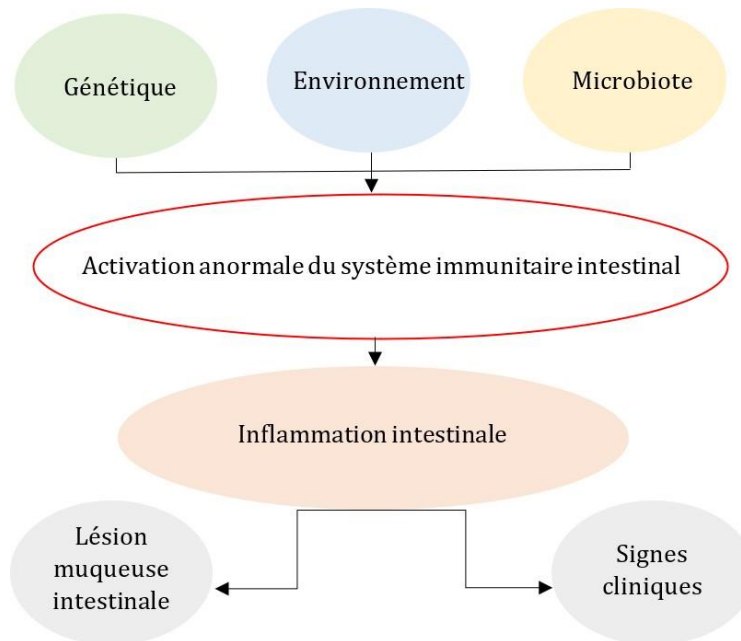 Génétique
Environnement
Microbiote
Activation anormale du système immunitaire intestinal
Inflammation intestinale
Lésion
muqueuse
intestinale
Signes
cliniques